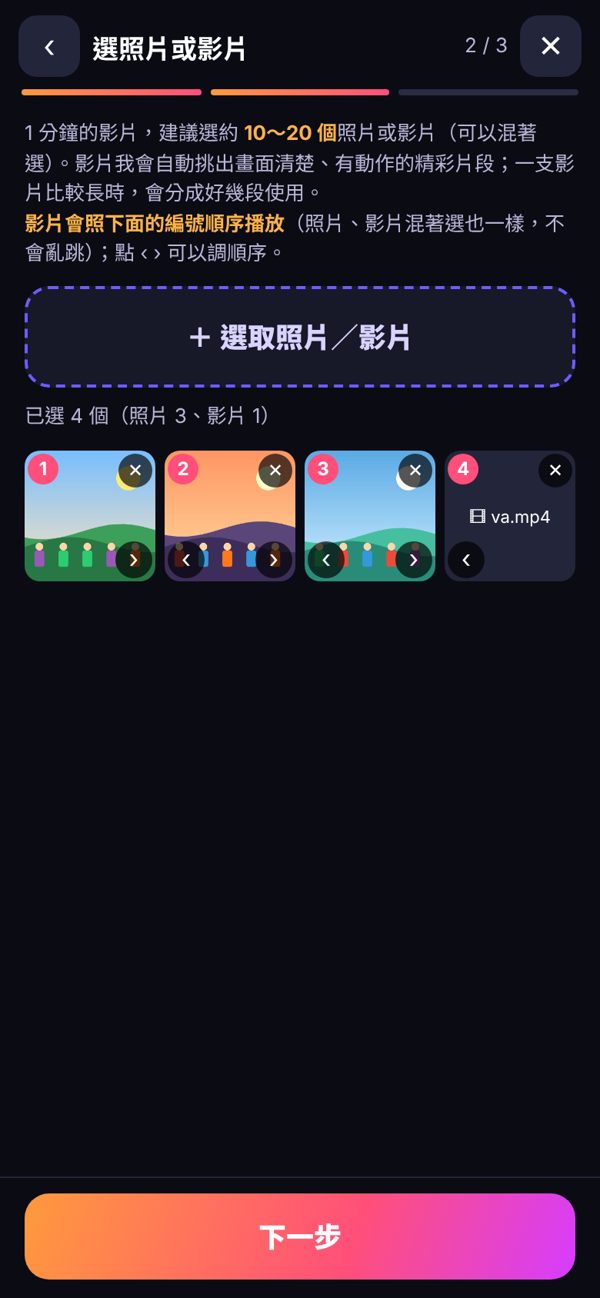 ‹ 選照片或影片 2 / 3 ✕
1 分鐘的影片，建議選約 10～20 個照片或影片（可以混著
選）。影片我會自動挑出畫面清楚、有動作的精彩片段；一支影
片比較長時，會分成好幾段使用。
影片會照下面的編號順序播放（照片、影片混著選也一樣，不
會亂跳）；點 ‹ › 可以調順序。
＋ 選取照片／影片
已選 4 個（照片 3、影片 1）
1 ✕ 2 ✕ 3 ✕ 4 ✕
🎞 va.mp4
› ‹ › ‹ › ‹
下一步